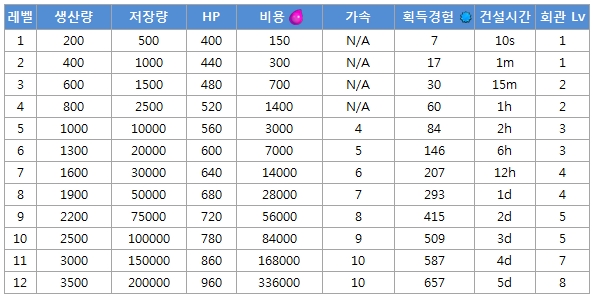 레벨 생산량 저장량 HP 비용 가속 획득경험 건설시간 회관 Lv
1 200 500 400 150 N/A 7 10s 1
2 400 1000 440 300 N/A 17 1m 1
3 600 1500 480 700 N/A 30 15m 2
4 800 2500 520 1400 N/A 60 1h 2
5 1000 10000 560 3000 4 84 2h 3
6 1300 20000 600 7000 5 146 6h 3
7 1600 30000 640 14000 6 207 12h 4
8 1900 50000 680 28000 7 293 1d 4
9 2200 75000 720 56000 8 415 2d 5
10 2500 100000 780 84000 9 509 3d 5
11 3000 150000 860 168000 10 587 4d 7
12 3500 200000 960 336000 10 657 5d 8